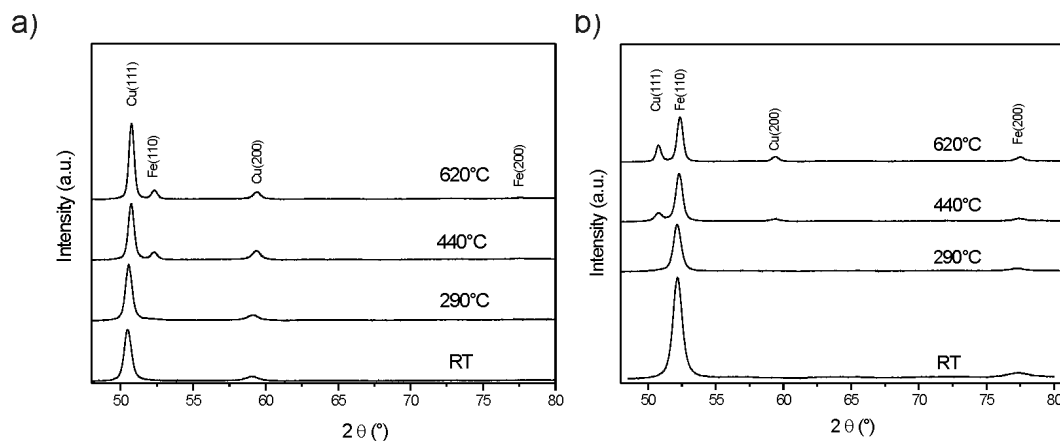 a)
Cu(111)
Fe(110)
Cu(200)
Fe(200)
620°C
440°C
290°C
RT
Intensity (a.u.)
50 55 60 65 70 75 80
2 θ (°)
b)
Cu(111)
Fe(110)
Cu(200)
Fe(200)
620°C
440°C
290°C
RT
Intensity (a.u.)
50 55 60 65 70 75 80
2 θ (°)